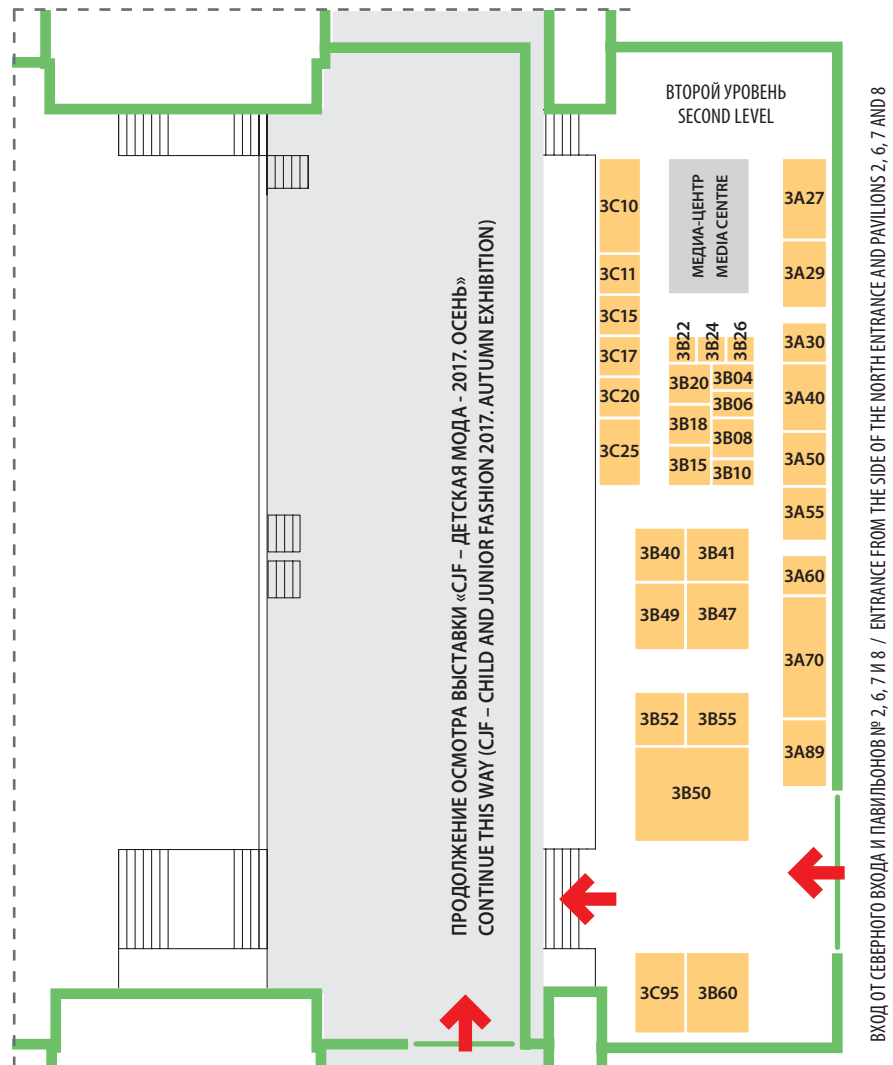 ВТОРОЙ УРОВЕНЬ
SECOND LEVEL
МЕДИА-ЦЕНТР
MEDIA CENTRE
3C10
3C11
3C15
3C17
3C20
3C25
3B22
3B24
3B26
3B20
3B04
3B06
3B18
3B08
3B15
3B10
3A27
3A29
3A30
3A40
3A50
3A55
3A60
3A70
3A89
3B40
3B41
3B49
3B47
3B52
3B55
3B50
3C95
3B60
ПРОДОЛЖЕНИЕ ОСМОТРА ВЫСТАВКИ «CJF – ДЕТСКАЯ МОДА - 2017. ОСЕНЬ»
CONTINUE THIS WAY (CJF – CHILD AND JUNIOR FASHION 2017. AUTUMN EXHIBITION)
ВХОД ОТ СЕВЕРНОГО ВХОДА И ПАВИЛЬОНОВ № 2, 6, 7 И 8 / ENTRANCE FROM THE SIDE OF THE NORTH ENTRANCE AND PAVILIONS 2, 6, 7 AND 8